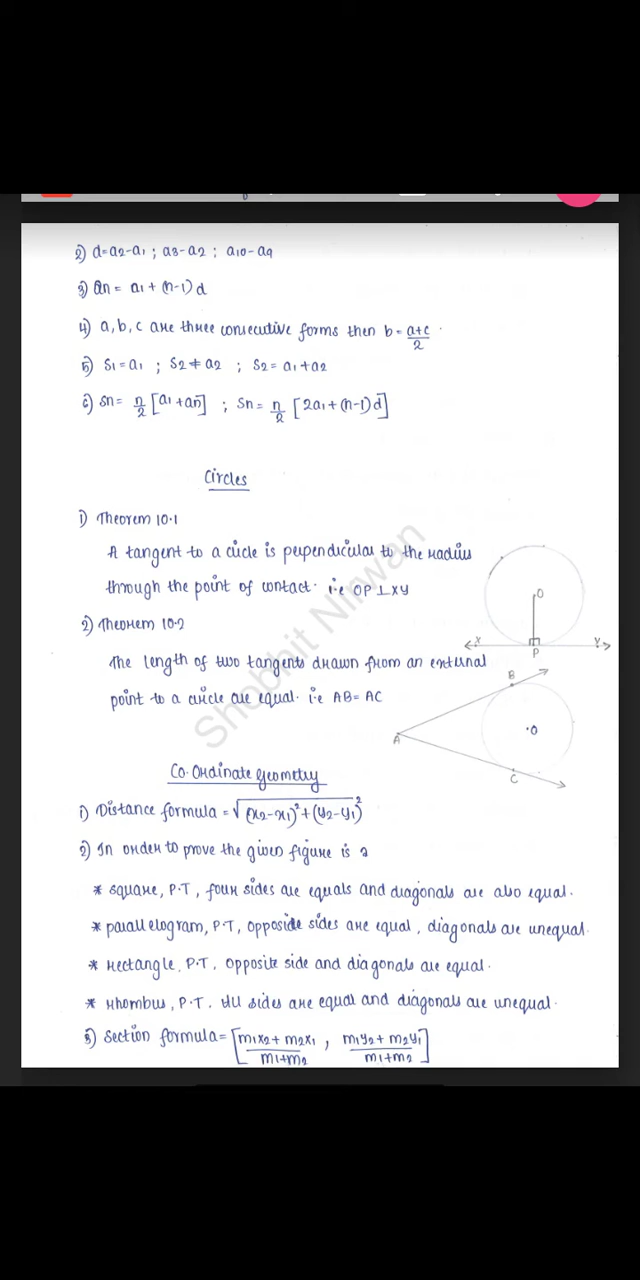 2) d=a2-a1 ; a3-a2 ; a10-a9
3) an = a1 + (n-1)d
4) a, b, c are three consecutive forms then b = a+c/2
5) S1=a1 ; S2≠a2 ; S2= a1+a2
6) Sn= n/2 [a1+an] ; Sn= n/2 [2a1+(n-1)d]
Circles
1) Theorem 10.1
A tangent to a circle is perpendicular to the radius
through the point of contact. i.e OP⊥XY
O
X
P
Y
2) Theorem 10.2
The length of two tangents drawn from an external
point to a circle are equal. i.e AB=AC
B
A
O
C
Shobhit Nirwan
Co.Ordinate geometry
1) Distance formula = √(x2-x1)²+(y2-y1)²
2) In order to prove the given figure is a
* square, P.T, four sides are equals and diagonals are also equal.
* parallelogram, P.T, opposide sides are equal, diagonals are unequal.
* rectangle, P.T, opposite side and diagonals are equal.
* rhombus, P.T, all sides are equal and diagonals are unequal.
3) Section formula = [m1x2+m2x1/m1+m2 , m1y2+m2y1/m1+m2]